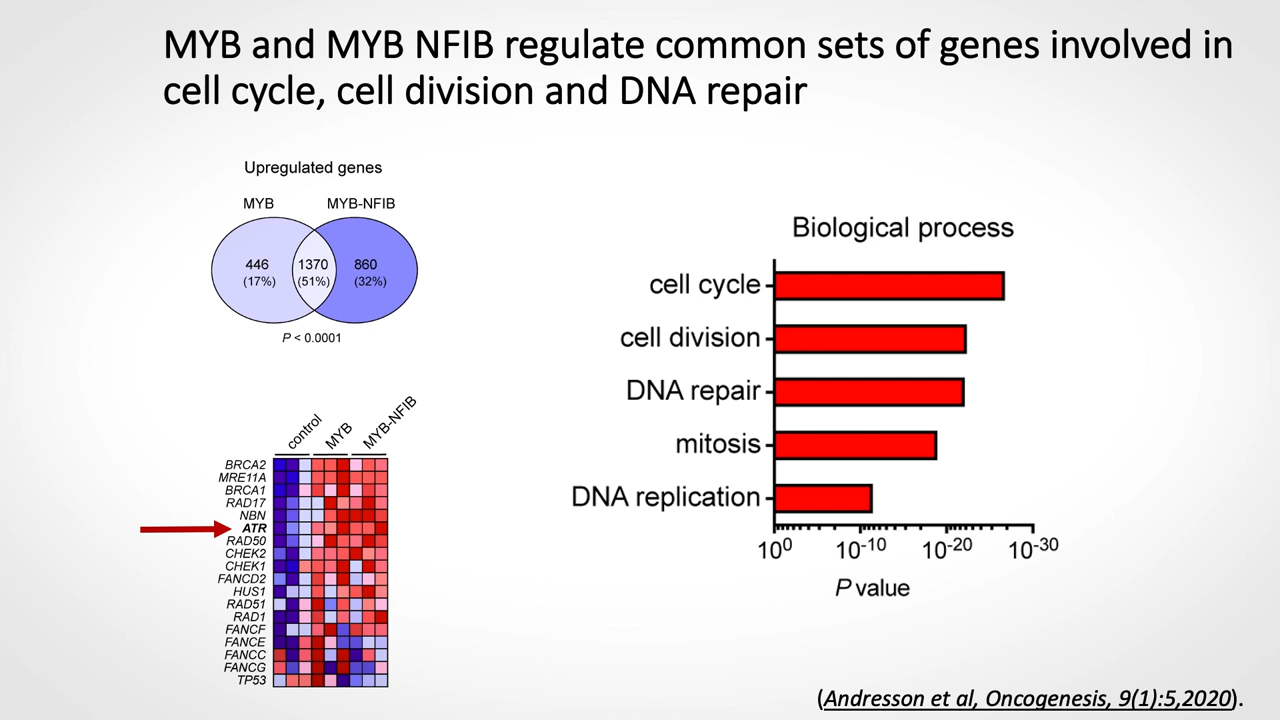 MYB and MYB NFIB regulate common sets of genes involved in
cell cycle, cell division and DNA repair
Upregulated genes
MYB MYB-NFIB
446 1370 860
(17%) (51%) (32%)
P < 0.0001
control MYB MYB-NFIB
BRCA2
MRE11A
BRCA1
RAD17
NBN
ATR
RAD50
CHEK2
CHEK1
FANCD2
HUS1
RAD51
RAD1
FANCF
FANCE
FANCC
FANCG
TP53
Biological process
cell cycle
cell division
DNA repair
mitosis
DNA replication
10⁰ 10⁻¹⁰ 10⁻²⁰ 10⁻³⁰
P value
(Andresson et al, Oncogenesis, 9(1):5,2020).